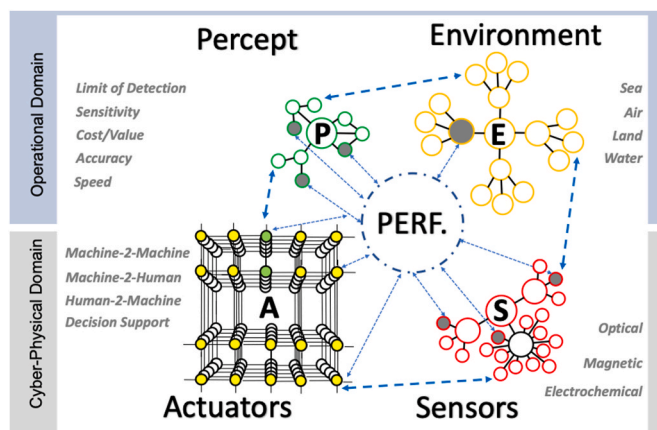 Percept
Environment
Operational Domain
Limit of Detection
Sensitivity
Cost/Value
Accuracy
Speed
P
E
Sea
Air
Land
Water
PERF.
Cyber-Physical Domain
Machine-2-Machine
Machine-2-Human
Human-2-Machine
Decision Support
A
S
Optical
Magnetic
Electrochemical
Actuators
Sensors